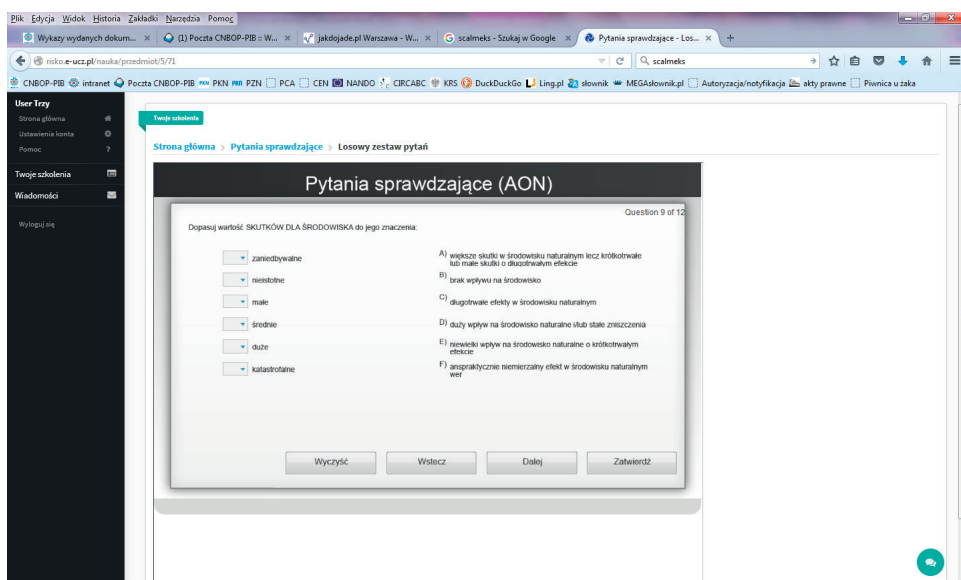 Plik Edycja Widok Historia Zakładki Narzędzia Pomoc
Wykazy wydanych dokum... × (1) Poczta CNBOP-PIB :: W... × jakdojade.pl Warszawa - W... × scalmeks - Szukaj w Google × Pytania sprawdzające - Los... × +
risko.e-ucz.pl/nauka/przedmiot/5/71 scalmeks
CNBOP-PIB intranet Poczta CNBOP-PIB PKN PZN PCA CEN NANDO CIRCABC KRS DuckDuckGo Ling.pl słownik MEGAsłownik.pl Autoryzacja/notyfikacja akty prawne Piwnica u żaka
User Trzy
Strona główna
Ustawienia konta
Pomoc ?
Twoje szkolenia
Wiadomości
Wyloguj się
Twoje szkolenia
Strona główna > Pytania sprawdzające > Losowy zestaw pytań
Pytania sprawdzające (AON)
Question 9 of 12
Dopasuj wartość SKUTKÓW DLA ŚRODOWISKA do jego znaczenia:
zaniedbywalne
nieistotne
małe
średnie
duże
katastrofalne
A) większe skutki w środowisku naturalnym lecz krótkotrwałe
lub małe skutki o długotrwałym efekcie
B) brak wpływu na środowisko
C) długotrwałe efekty w środowisku naturalnym
D) duży wpływ na środowisko naturalne i/lub stałe zniszczenia
E) niewielki wpływ na środowisko naturalne o krótkotrwałym
efekcie
F) anspraktycznie niemierzalny efekt w środowisku naturalnym
wer
Wyczyść Wstecz Dalej Zatwierdź